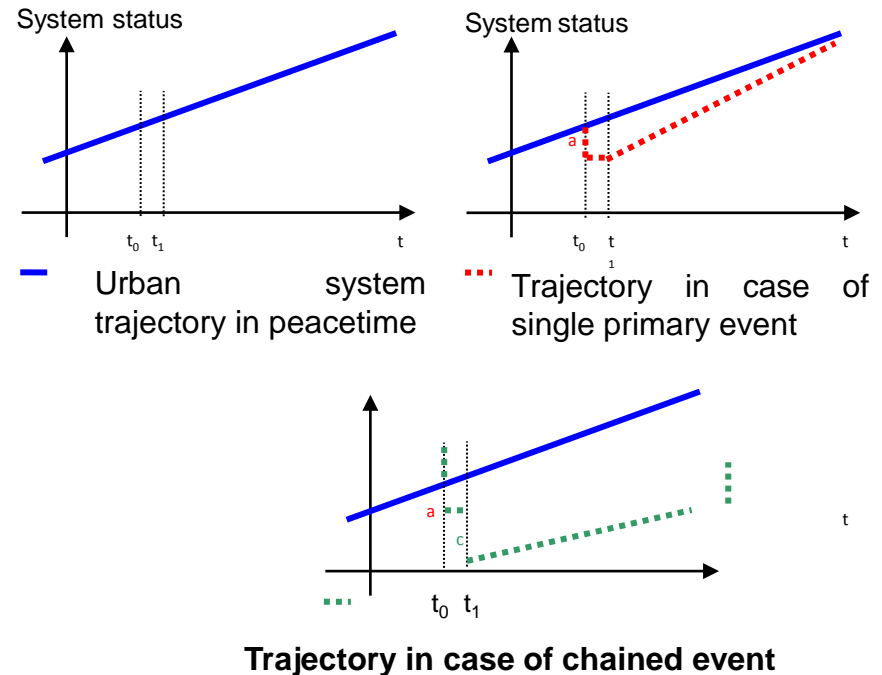 System status
System status
a
t0 t1 t
t0 t
1 t
Urban system
trajectory in peacetime
Trajectory in case of
single primary event
a
c
t
t0 t1
Trajectory in case of chained event